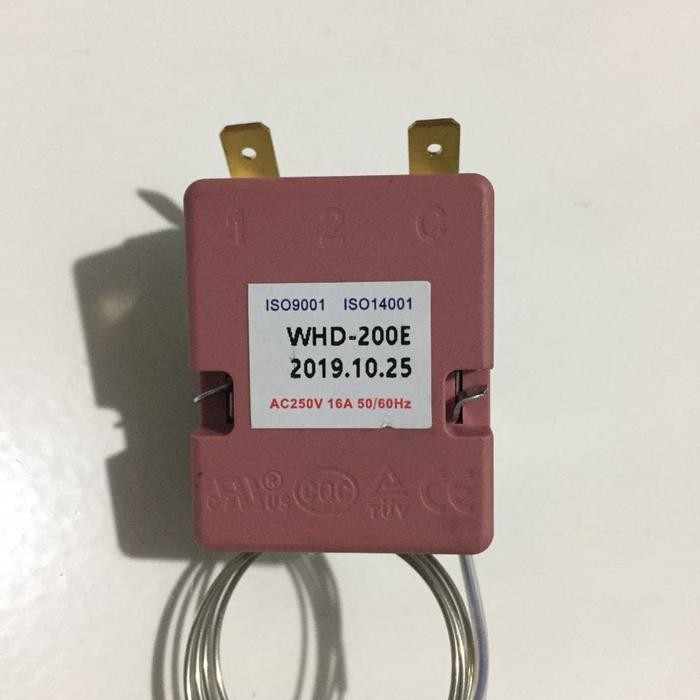 1 2 C
ISO9001 ISO14001
WHD-200E
2019.10.25
AC250V 16A 50/60Hz
US CQC TÜV CE